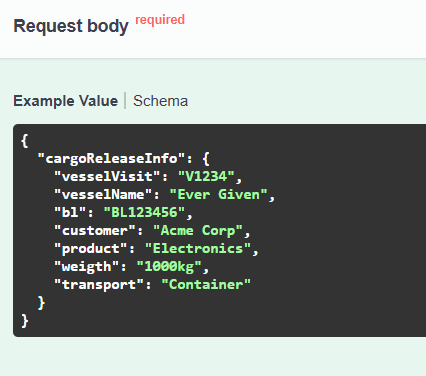 Request body required
Example Value | Schema
{
  "cargoReleaseInfo": {
    "vesselVisit": "V1234",
    "vesselName": "Ever Given",
    "bl": "BL123456",
    "customer": "Acme Corp",
    "product": "Electronics",
    "weigth": "1000kg",
    "transport": "Container"
  }
}